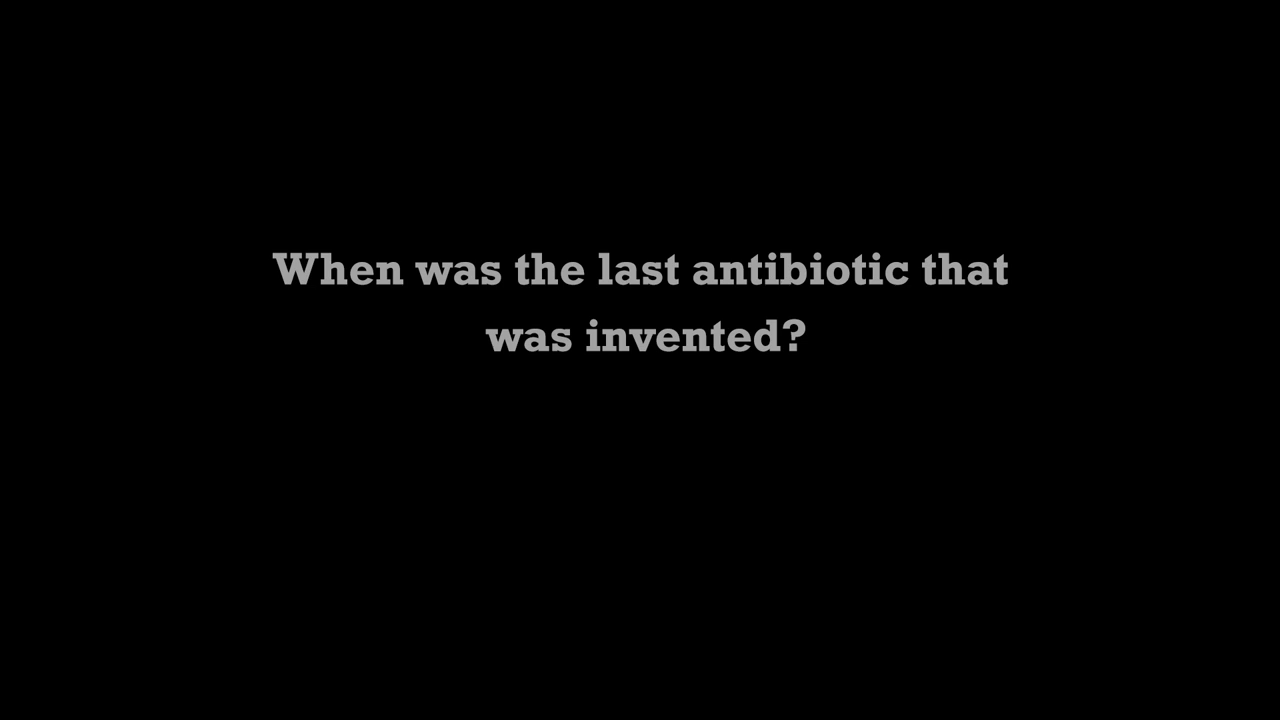 When was the last antibiotic that
was invented?